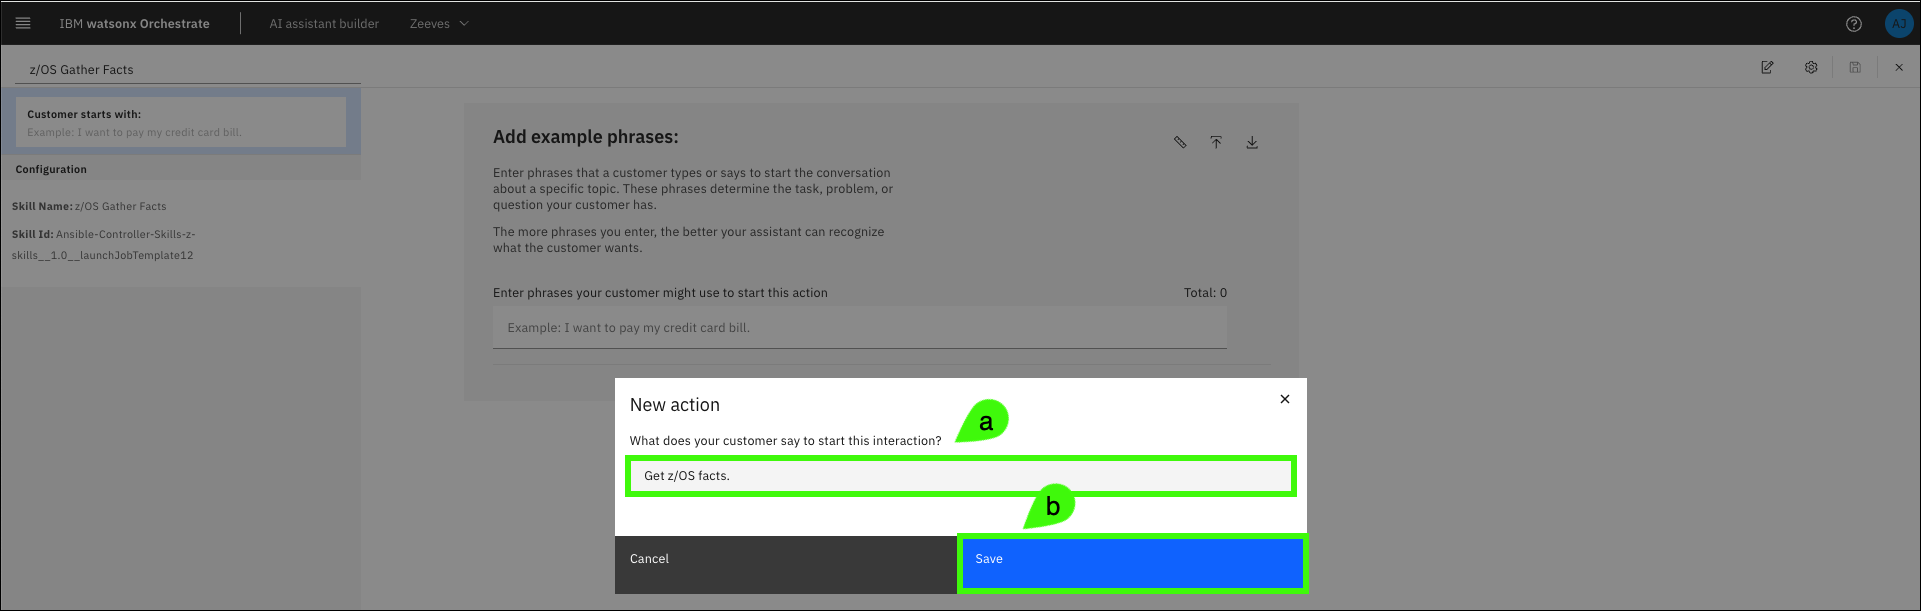 IBM watsonx Orchestrate
AI assistant builder
Zeeves
AJ
z/OS Gather Facts
Customer starts with:
Example: I want to pay my credit card bill.
Configuration
Skill Name: z/OS Gather Facts
Skill Id: Ansible-Controller-Skills-z-
skills__1.0__launchJobTemplate12
Add example phrases:
Enter phrases that a customer types or says to start the conversation
about a specific topic. These phrases determine the task, problem, or
question your customer has.
The more phrases you enter, the better your assistant can recognize
what the customer wants.
Enter phrases your customer might use to start this action
Total: 0
Example: I want to pay my credit card bill.
New action
a
What does your customer say to start this interaction?
Get z/OS facts.
b
Cancel
Save